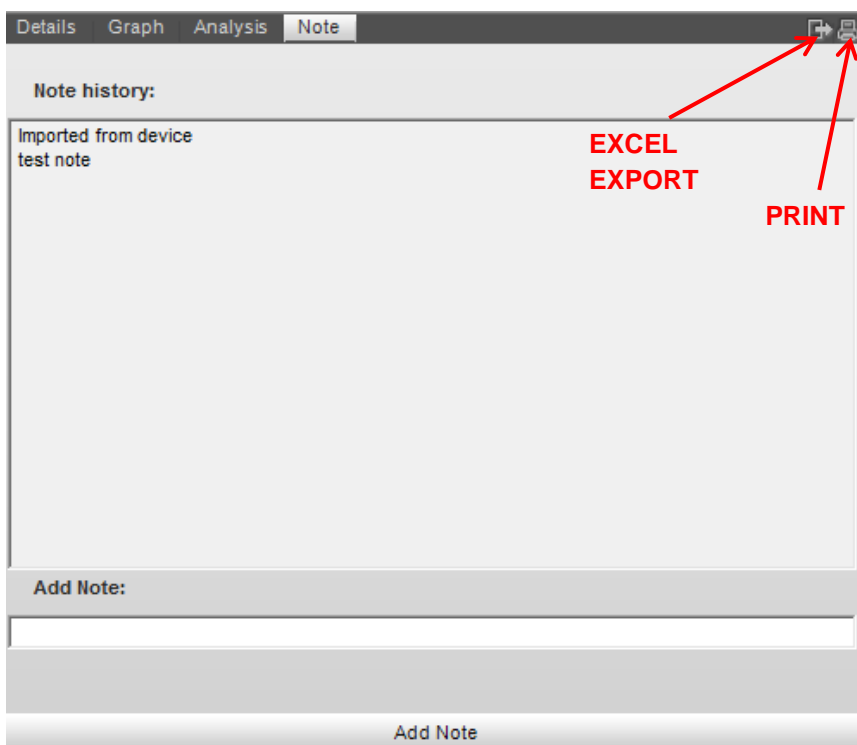 Details Graph Analysis Note
Note history:
Imported from device
test note
EXCEL
EXPORT
PRINT
Add Note:
Add Note